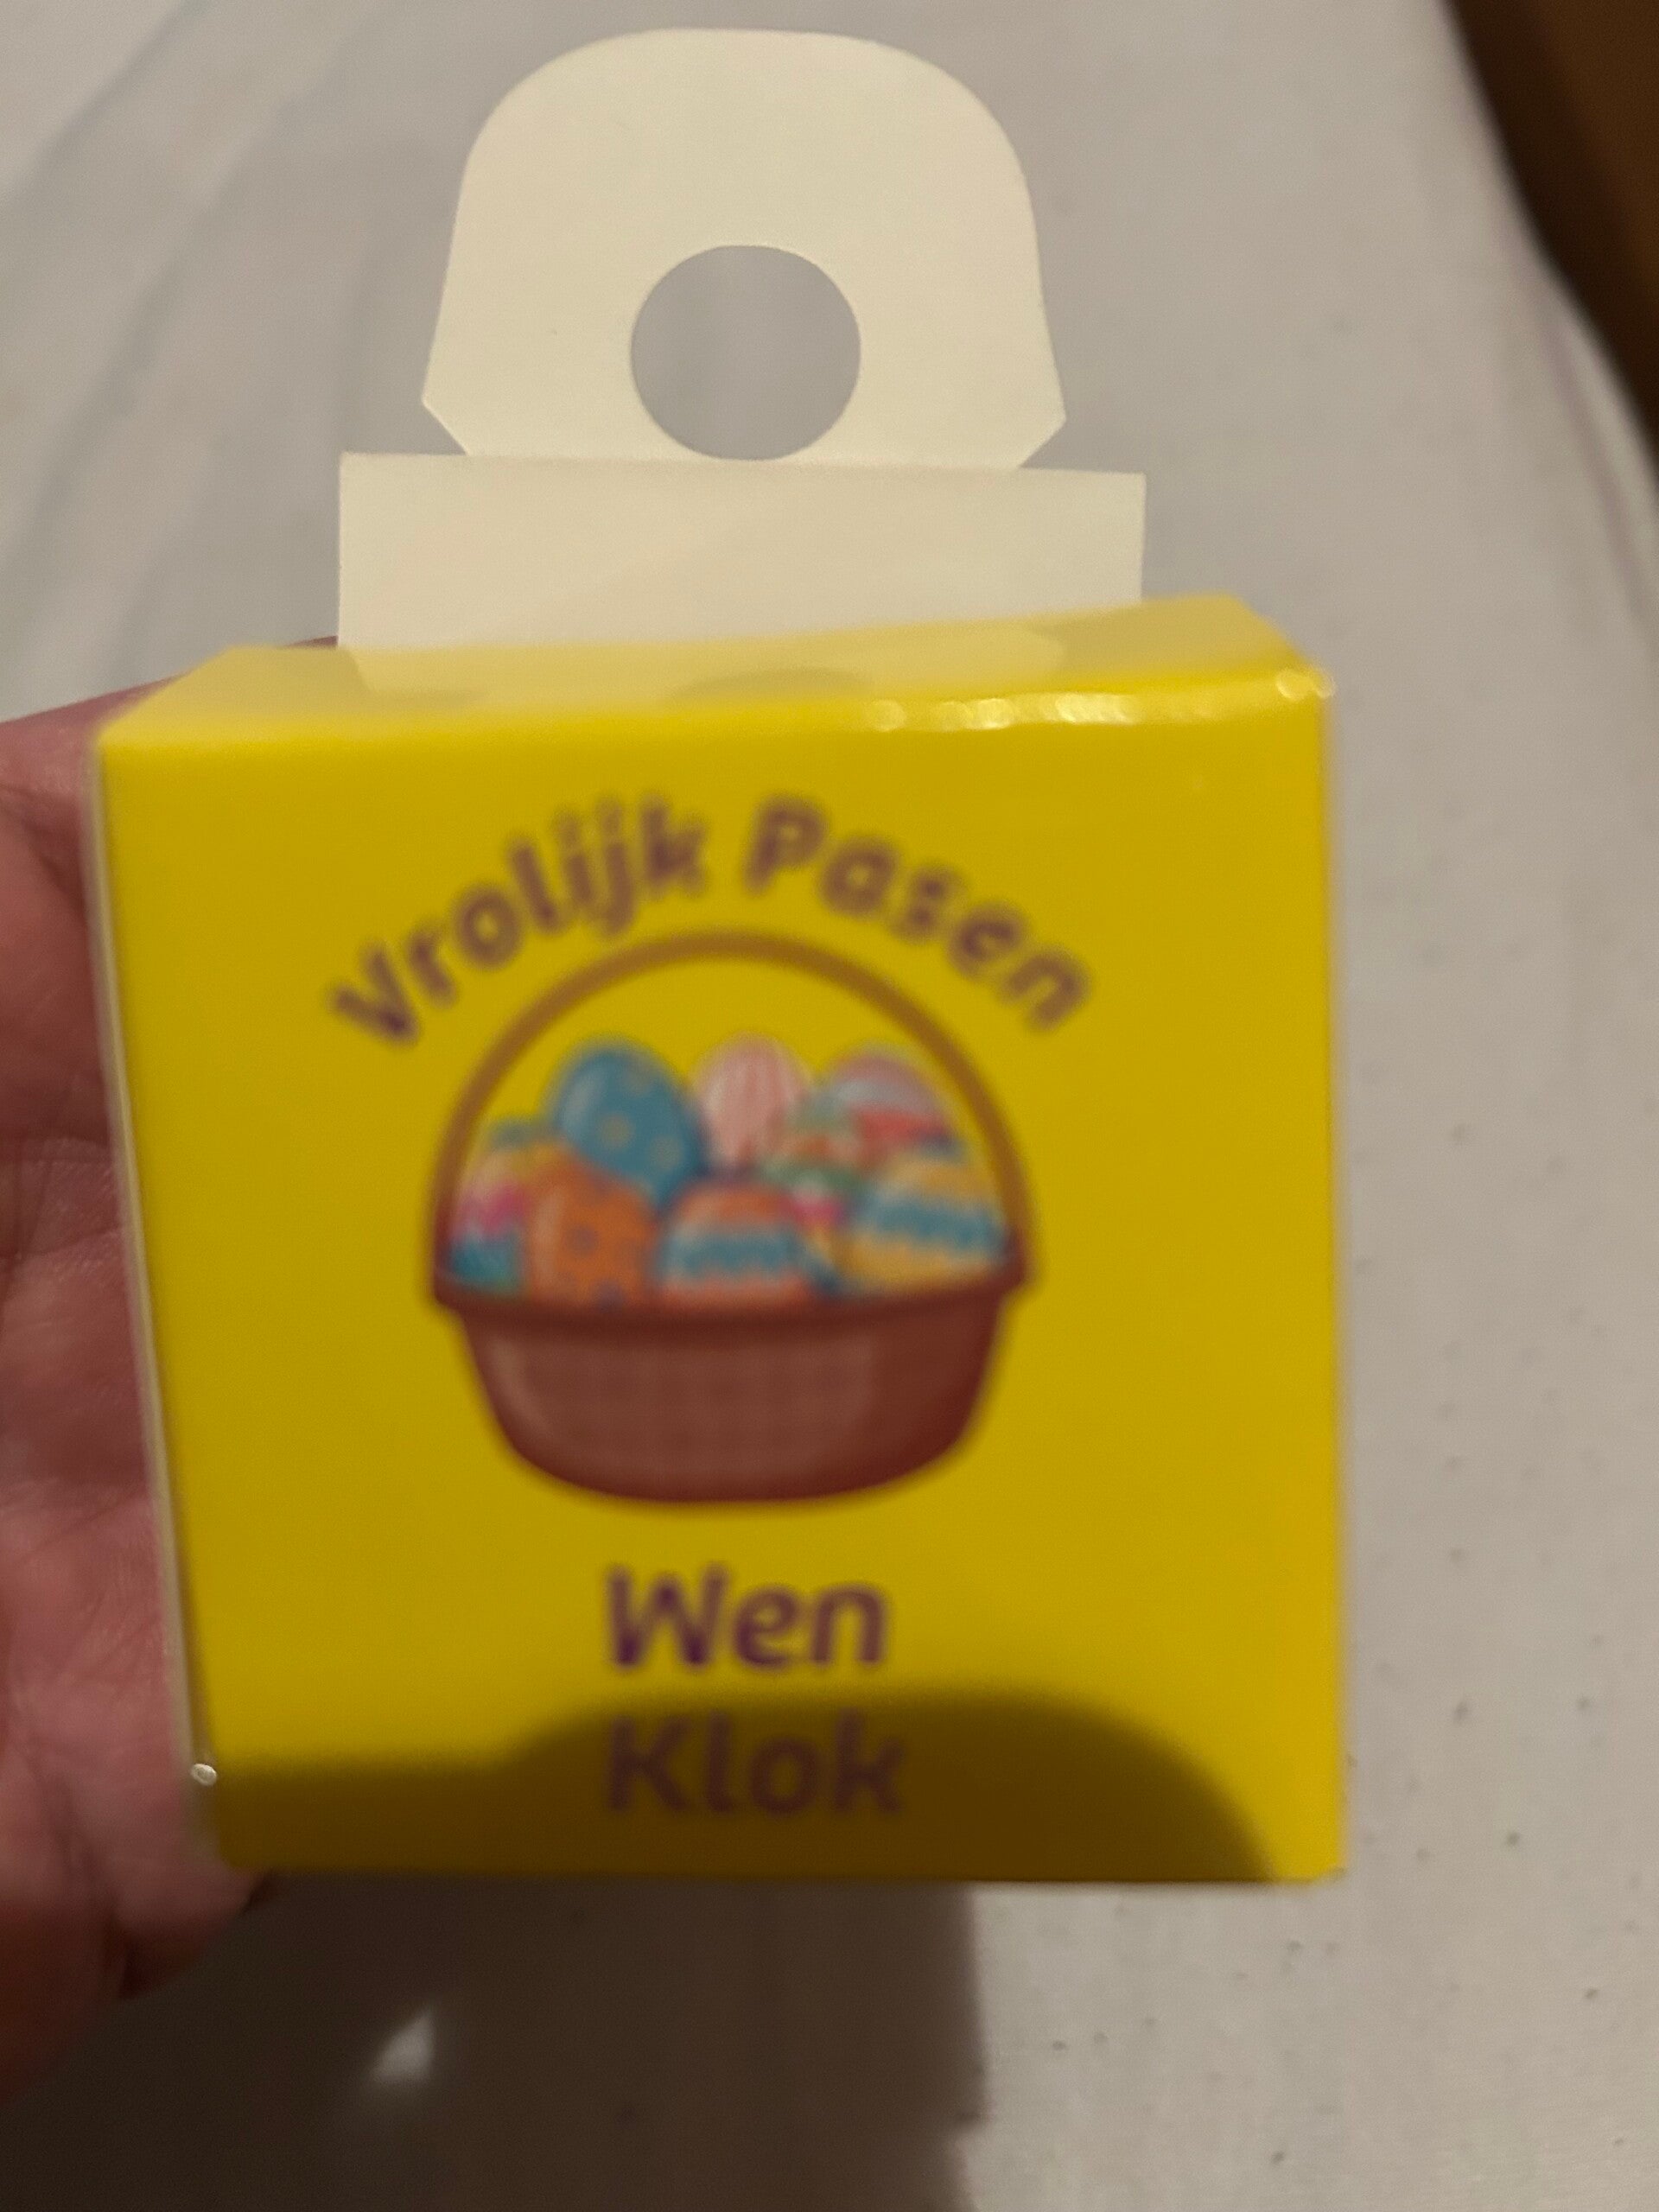 Vrolijk Pasen
Wen
Klok